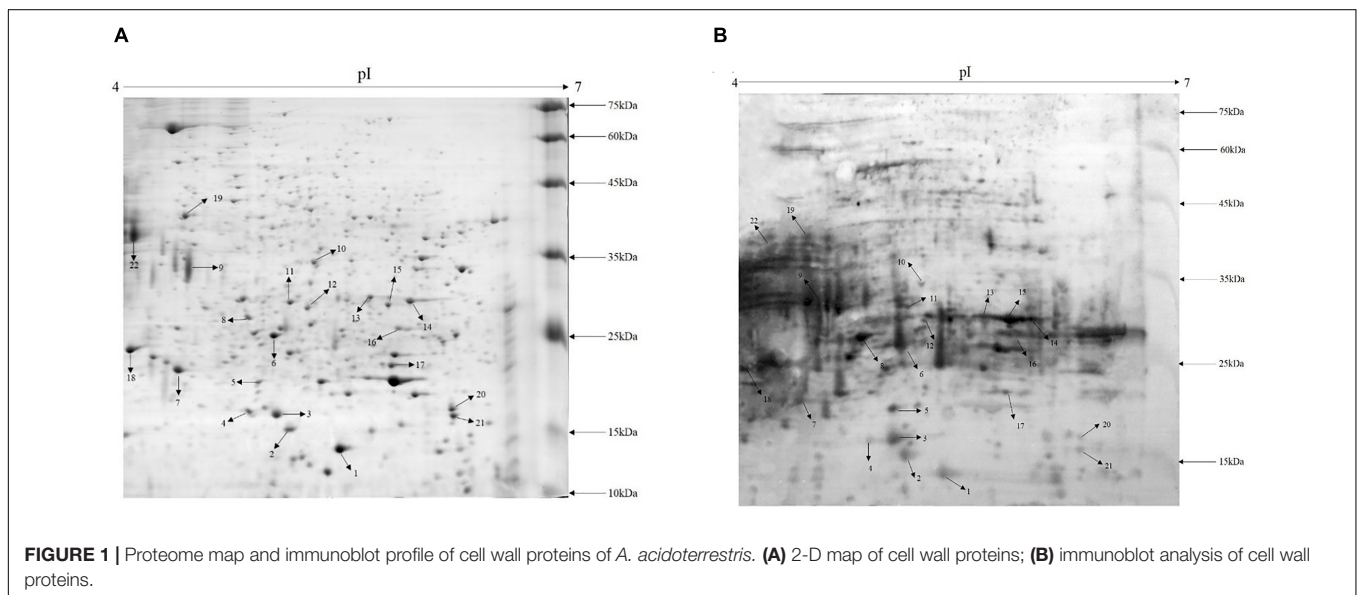 A
B
pI
4
7
75kDa
60kDa
45kDa
35kDa
25kDa
15kDa
10kDa
19
22
9
10
11
12
15
8
13
14
16
6
18
7
17
5
20
4
3
21
2
1
pI
4
7
75kDa
60kDa
45kDa
35kDa
25kDa
15kDa
19
22
10
9
11
13
15
12
14
8
6
16
18
7
5
17
3
20
4
21
2
1
FIGURE 1 | Proteome map and immunoblot profile of cell wall proteins of A. acidoterrestris. (A) 2-D map of cell wall proteins; (B) immunoblot analysis of cell wall
proteins.